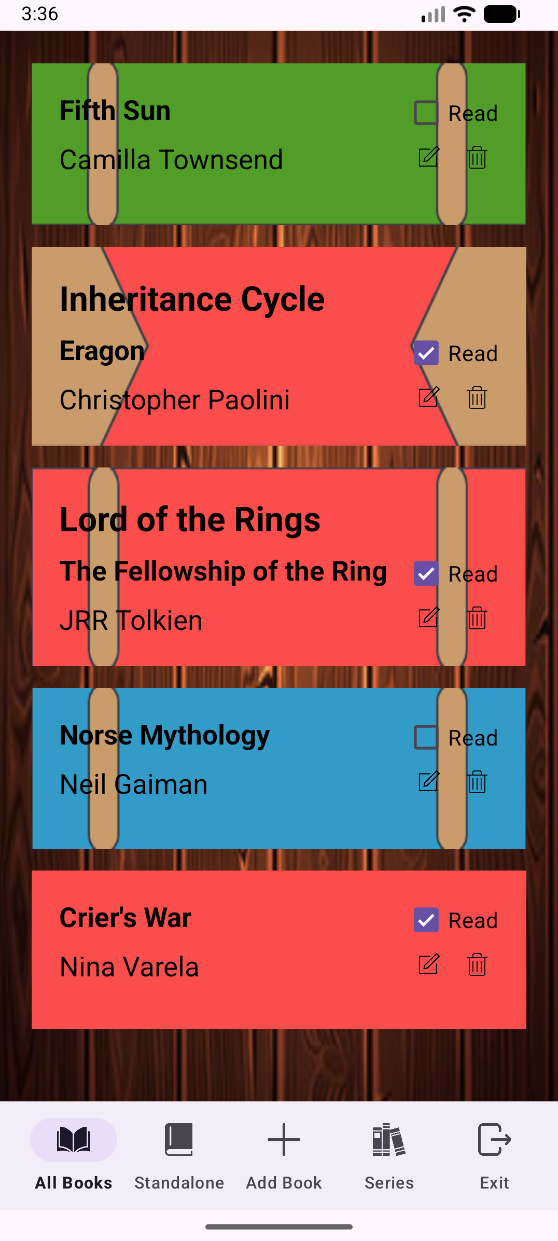 3:36
Fifth Sun
Read
Camilla Townsend
Inheritance Cycle
Eragon
Read
Christopher Paolini
Lord of the Rings
The Fellowship of the Ring
Read
JRR Tolkien
Norse Mythology
Read
Neil Gaiman
Crier's War
Read
Nina Varela
All Books
Standalone
Add Book
Series
Exit